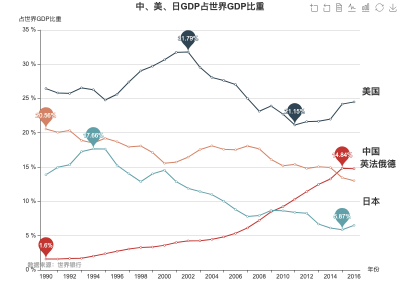 中、美、日GDP占世界GDP比重
占世界GDP比重
35 %
30 %
25 %
20 %
15 %
10 %
5 %
0 %
31.79%
21.15%
20.56%
17.66%
14.84%
5.87%
1.6%
美国
中国
英法俄德
日本
数据来源：世界银行
1990 1992 1994 1996 1998 2000 2002 2004 2006 2008 2010 2012 2014 2016
年份